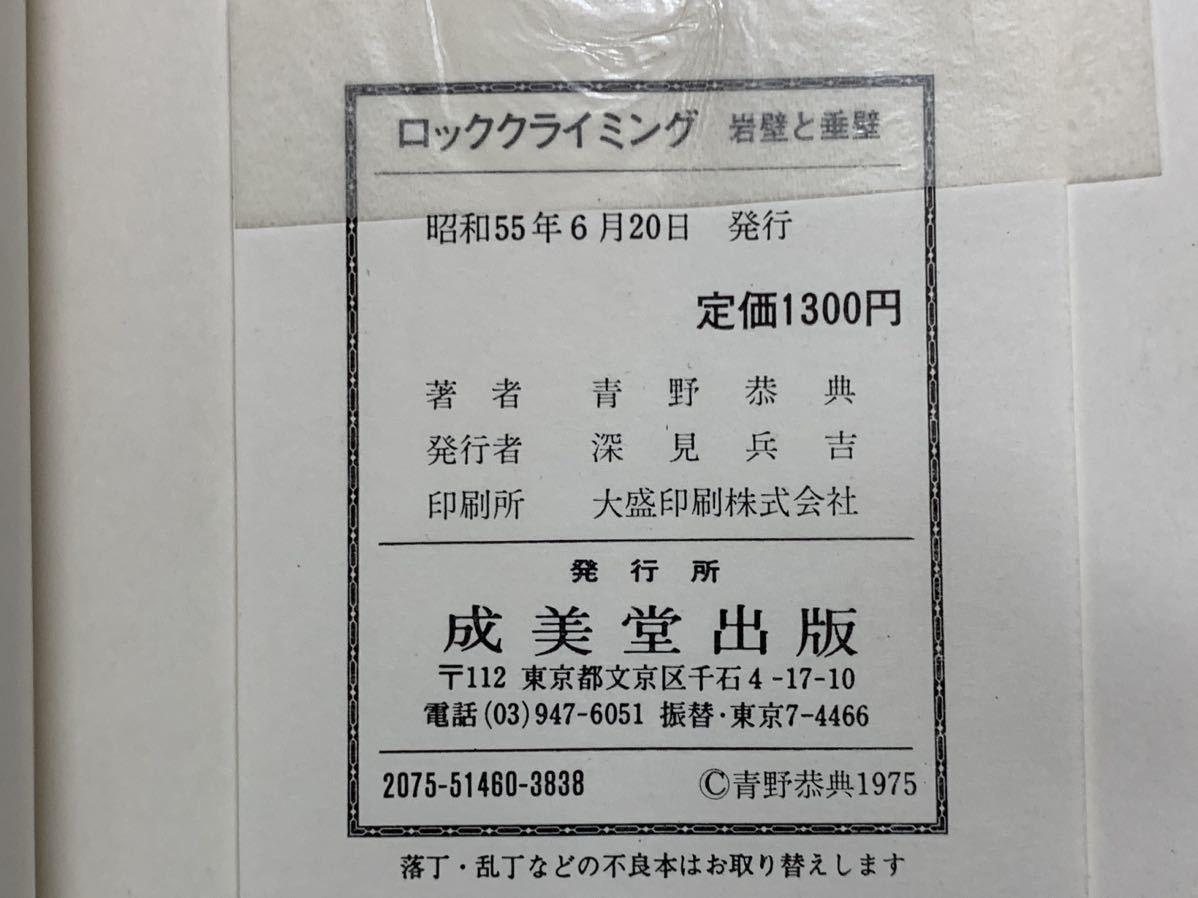 ロッククライミング 岩壁と垂壁
昭和55年6月20日 発行
定価1300円
著者 青野恭典
発行者 深見兵吉
印刷所 大盛印刷株式会社
発行所
成美堂出版
〒112 東京都文京区千石4-17-10
電話(03)947-6051 振替・東京7-4466
2075-51460-3838 ©青野恭典1975
落丁・乱丁などの不良本はお取り替えします